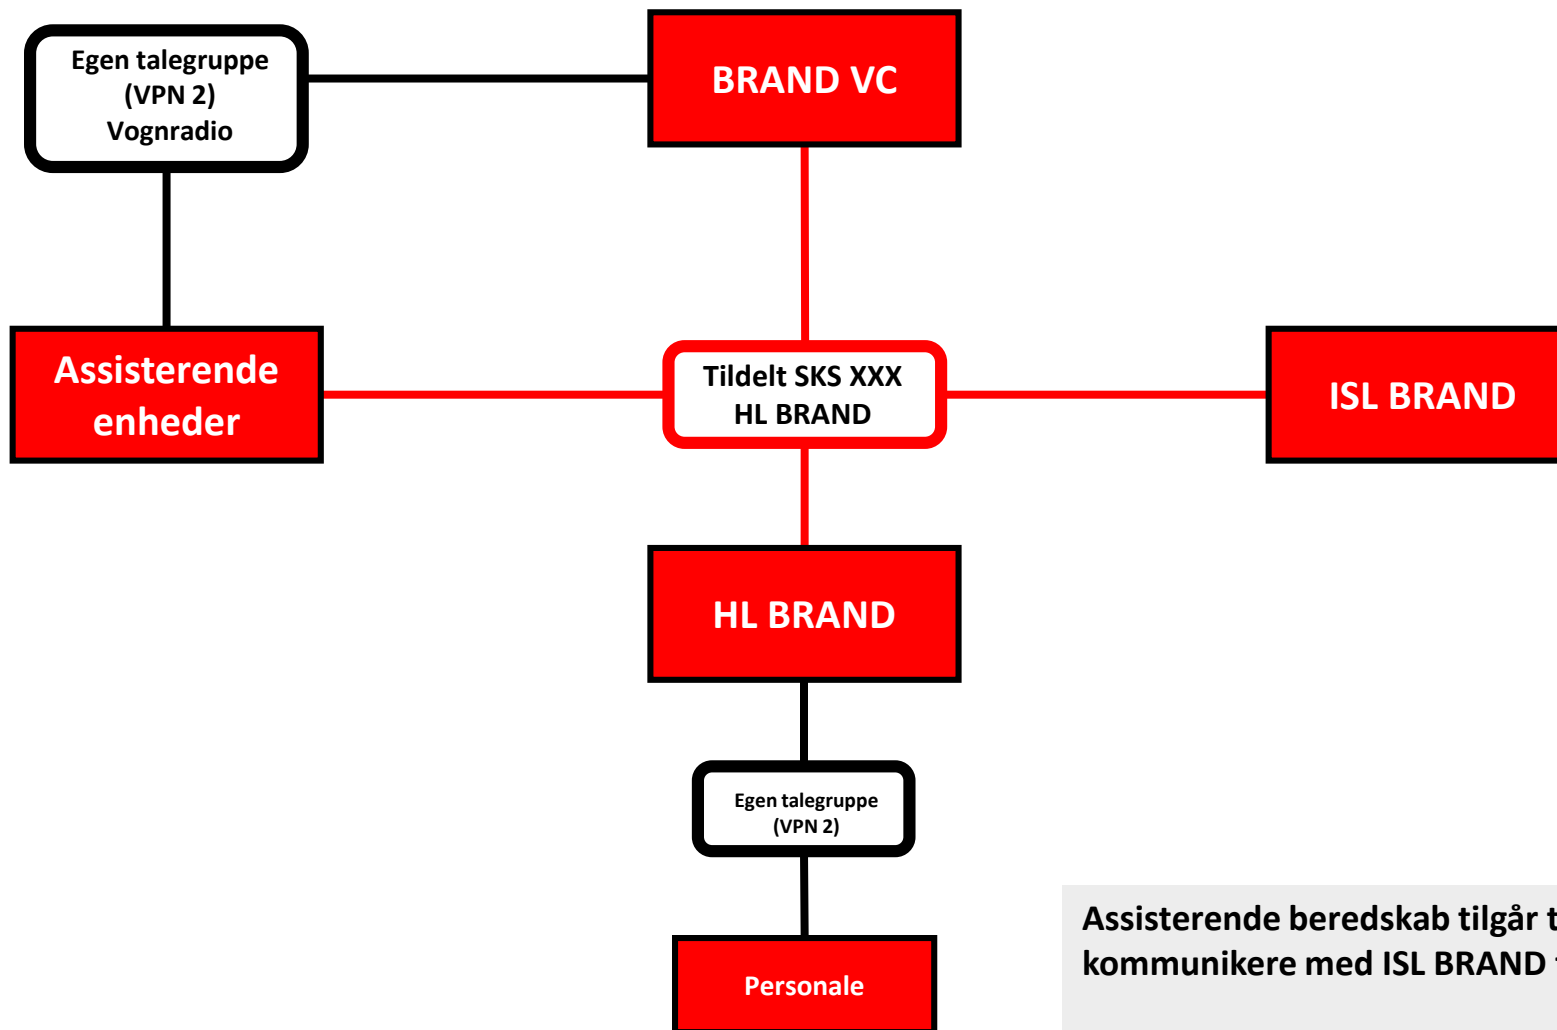 Egen talegruppe
(VPN 2)
Vognradio
BRAND VC
Assisterende
enheder
Tildelt SKS XXX
HL BRAND
ISL BRAND
HL BRAND
Egen talegruppe
(VPN 2)
Personale
Assisterende beredskab tilgår
kommunikere med ISL BRAND